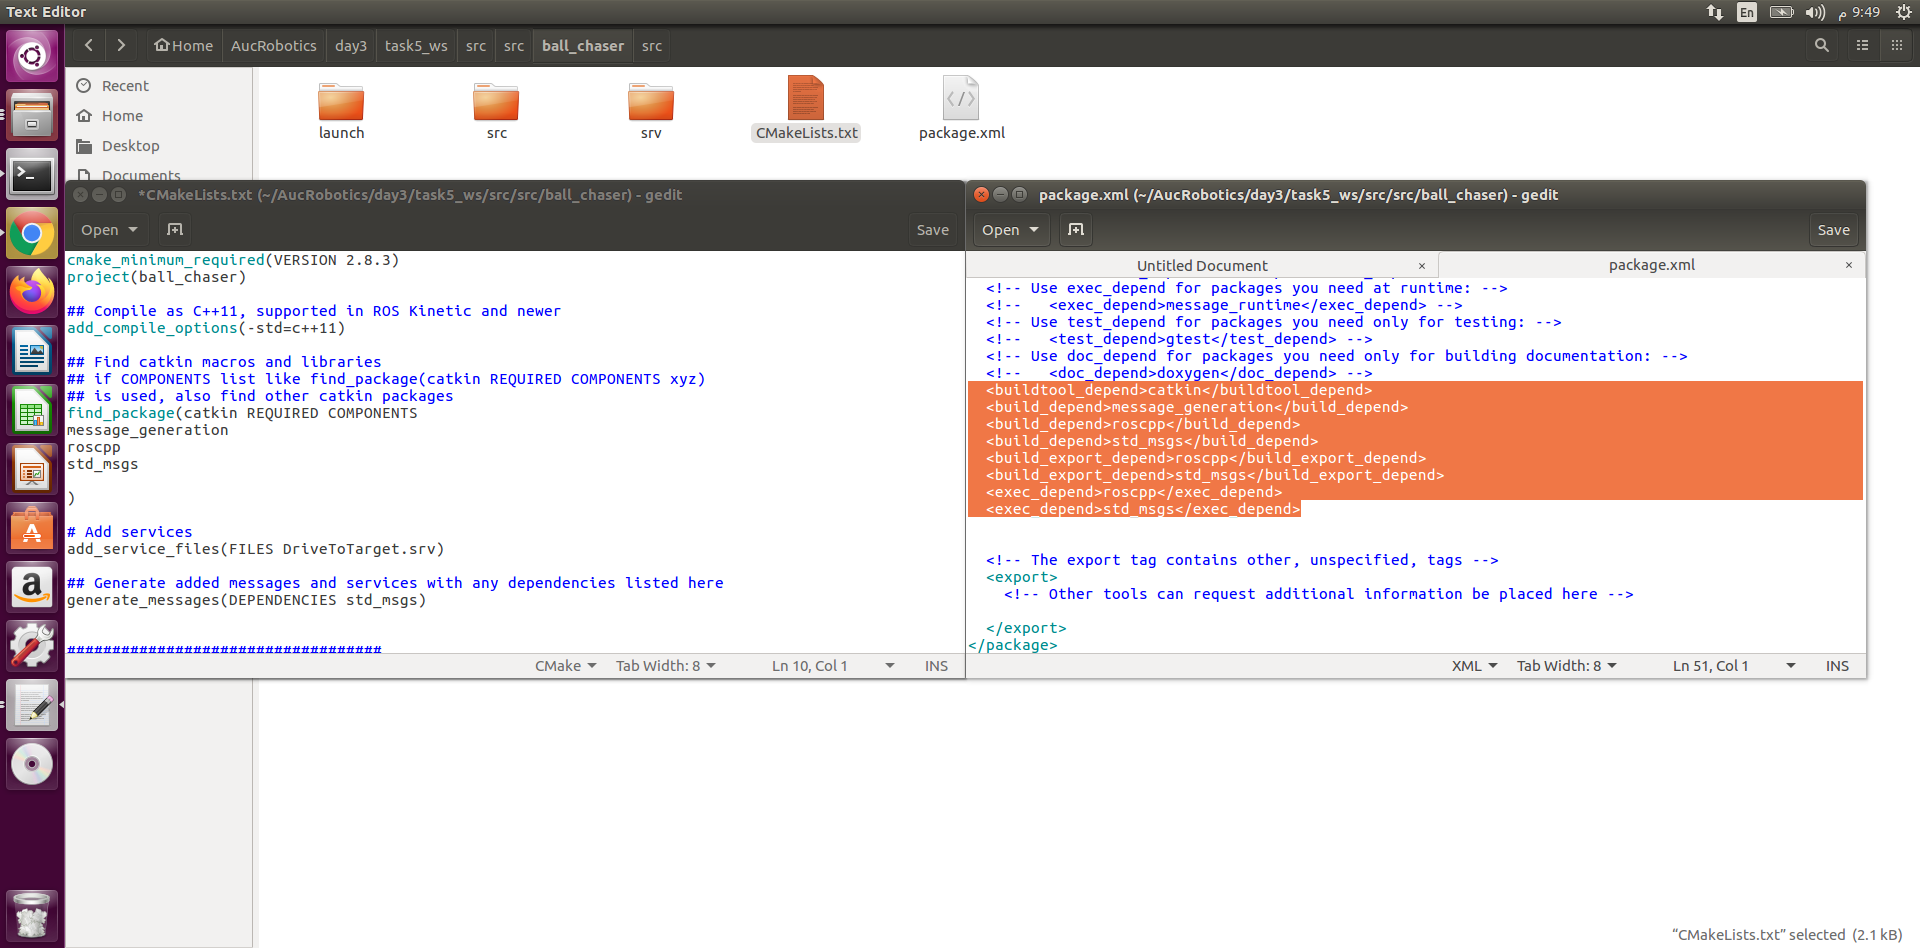 Text Editor
En
م 9:49
Home
AucRobotics
day3
task5_ws
src
src
ball_chaser
src
Recent
Home
Desktop
Documents
launch
src
srv
CMakeLists.txt
package.xml
*CMakeLists.txt (~/AucRobotics/day3/task5_ws/src/src/ball_chaser) - gedit
Open
Save
cmake_minimum_required(VERSION 2.8.3)
project(ball_chaser)
## Compile as C++11, supported in ROS Kinetic and newer
add_compile_options(-std=c++11)
## Find catkin macros and libraries
## if COMPONENTS list like find_package(catkin REQUIRED COMPONENTS xyz)
## is used, also find other catkin packages
find_package(catkin REQUIRED COMPONENTS
message_generation
roscpp
std_msgs
)
# Add services
add_service_files(FILES DriveToTarget.srv)
## Generate added messages and services with any dependencies listed here
generate_messages(DEPENDENCIES std_msgs)
###################################
CMake
Tab Width: 8
Ln 10, Col 1
INS
package.xml (~/AucRobotics/day3/task5_ws/src/src/ball_chaser) - gedit
Open
Save
Untitled Document
package.xml
<!-- Use exec_depend for packages you need at runtime: -->
<!--   <exec_depend>message_runtime</exec_depend> -->
<!-- Use test_depend for packages you need only for testing: -->
<!--   <test_depend>gtest</test_depend> -->
<!-- Use doc_depend for packages you need only for building documentation: -->
<!--   <doc_depend>doxygen</doc_depend> -->
<buildtool_depend>catkin</buildtool_depend>
<build_depend>message_generation</build_depend>
<build_depend>roscpp</build_depend>
<build_depend>std_msgs</build_depend>
<build_export_depend>roscpp</build_export_depend>
<build_export_depend>std_msgs</build_export_depend>
<exec_depend>roscpp</exec_depend>
<exec_depend>std_msgs</exec_depend>
<!-- The export tag contains other, unspecified, tags -->
<export>
<!-- Other tools can request additional information be placed here -->
</export>
</package>
XML
Tab Width: 8
Ln 51, Col 1
INS
"CMakeLists.txt" selected (2.1 kB)